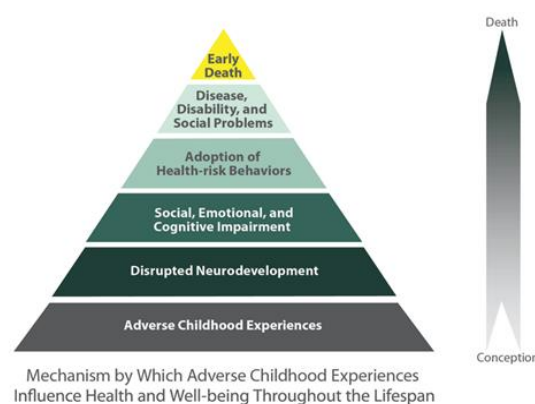 Death
Early
Death
Disease,
Disability, and
Social Problems
Adoption of
Health-risk Behaviors
Social, Emotional, and
Cognitive Impairment
Disrupted Neurodevelopment
Adverse Childhood Experiences
Conception
Mechanism by Which Adverse Childhood Experiences
Influence Health and Well-being Throughout the Lifespan